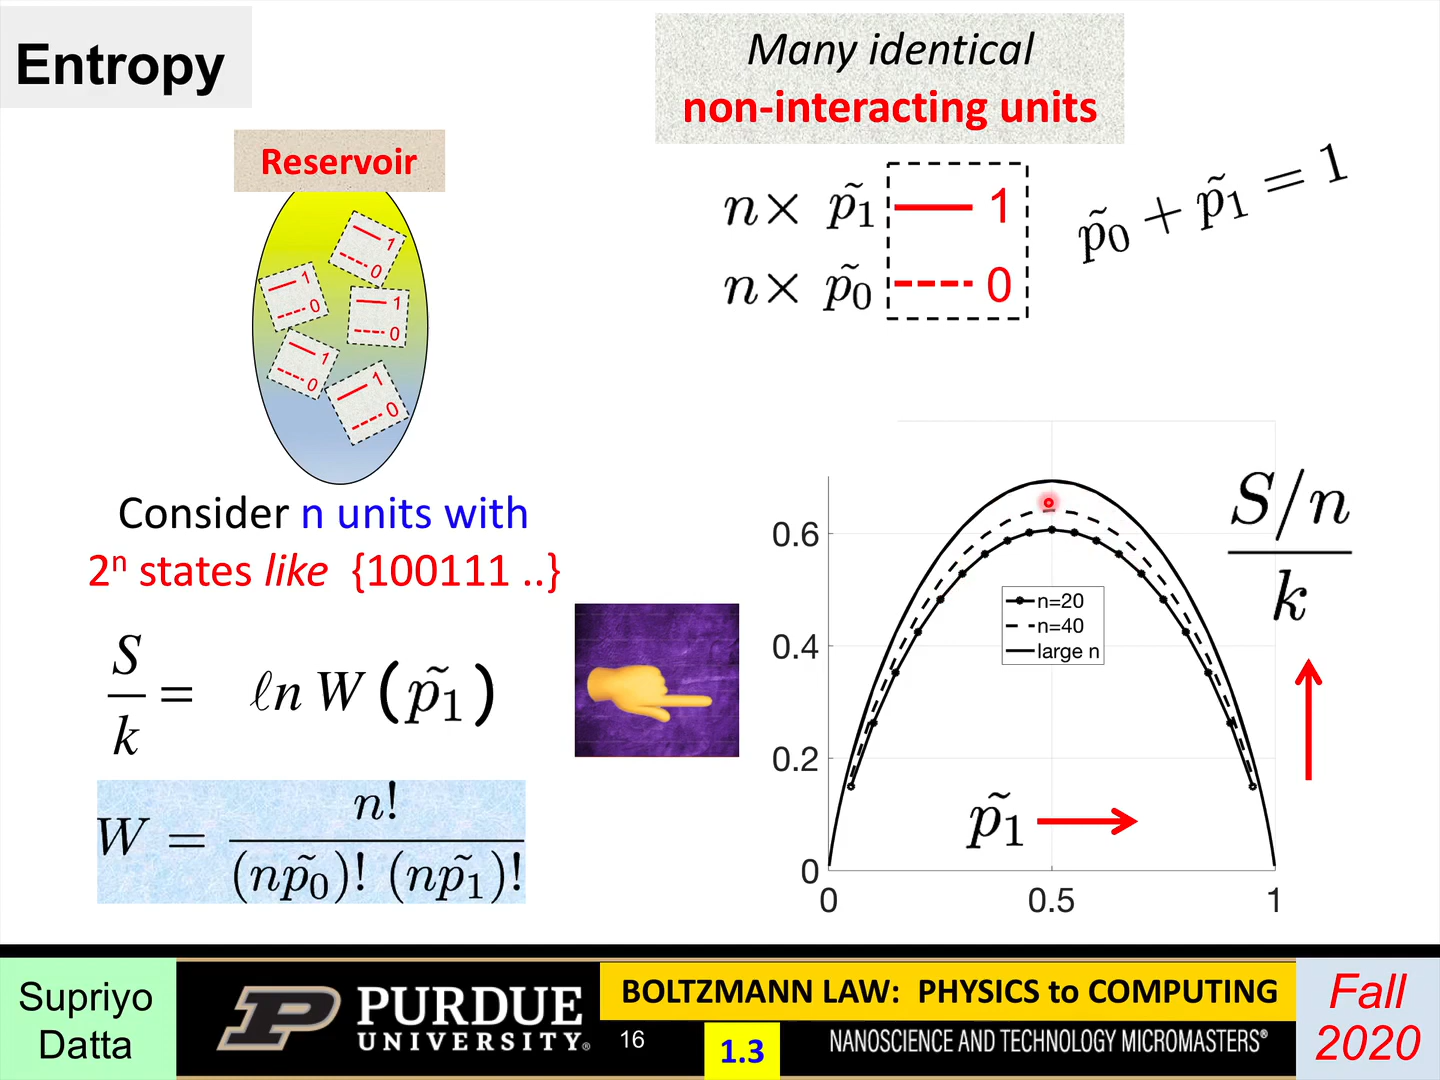 Entropy
Many identical
non-interacting units
Reservoir
1
0
1
0
1
0
1
0
1
0
n× p̃₁ 1
n× p̃₀ 0
p̃₀ + p̃₁ = 1
Consider n units with
2ⁿ states like {100111 ..}
S/k = ℓn W(p̃₁)
W = n! / (np̃₀)! (np̃₁)!
0.6
0.4
0.2
0
0
0.5
1
n=20
n=40
large n
S/n
k
p̃₁
Supriyo
Datta
PURDUE
UNIVERSITY®
16
BOLTZMANN LAW: PHYSICS to COMPUTING
1.3
NANOSCIENCE AND TECHNOLOGY MICROMASTERS®
Fall
2020